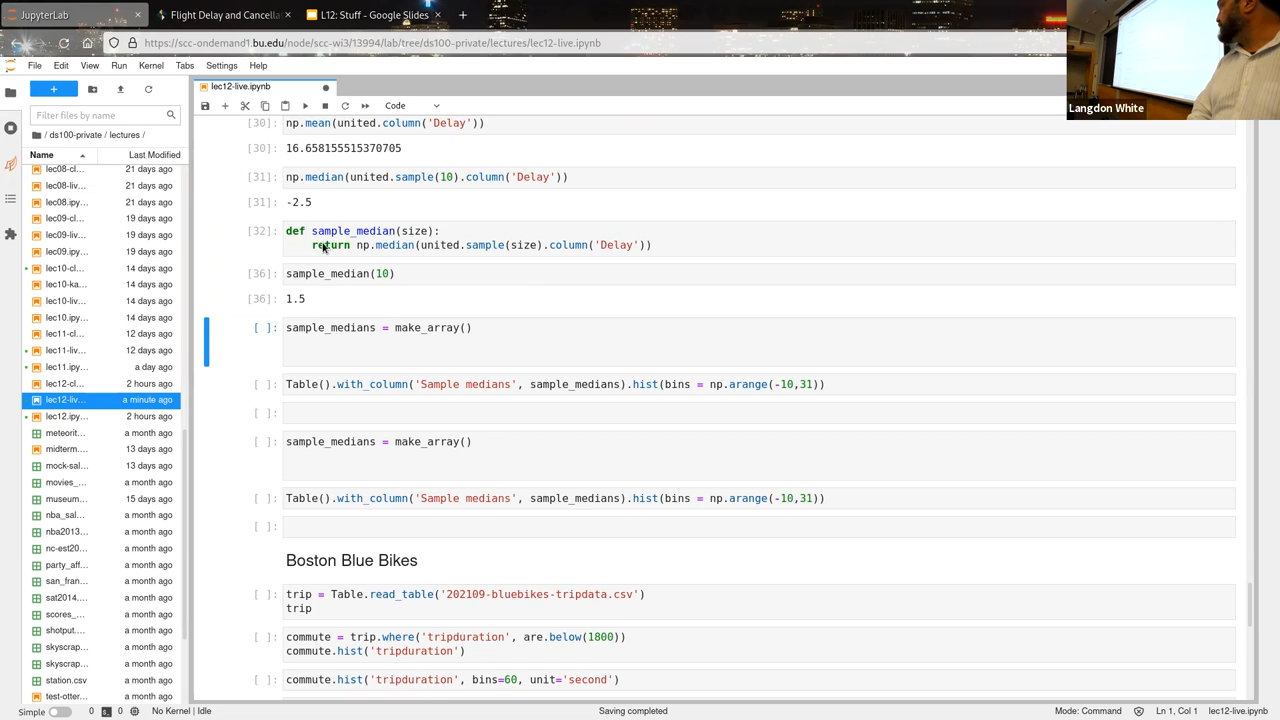 JupyterLab
Flight Delay and Cancella
L12: Stuff - Google Slides
https://scc-ondemand1.bu.edu/node/scc-wi3/13994/lab/tree/ds100-private/lectures/lec12-live.ipynb
File Edit View Run Kernel Tabs Settings Help
lec12-live.ipynb
Code
Filter files by name
/ ds100-private / lectures /
Name Last Modified
lec08-cl... 21 days ago
lec08-liv... 21 days ago
lec08.ipy... 21 days ago
lec09-cl... 19 days ago
lec09-liv... 19 days ago
lec09.ipy... 19 days ago
lec10-cl... 14 days ago
lec10-ka... 14 days ago
lec10-liv... 14 days ago
lec10.ipy... 14 days ago
lec11-cl... 12 days ago
lec11-liv... 12 days ago
lec11.ipy... a day ago
lec12-cl... 2 hours ago
lec12-liv... a minute ago
lec12.ipy... 2 hours ago
meteorit... a month ago
midterm.... 13 days ago
mock-sal... 13 days ago
movies_... a month ago
museum... 15 days ago
nba_sal... a month ago
nba2013... a month ago
nc-est20... a month ago
party_aff... a month ago
san_fran... a month ago
sat2014.... a month ago
scores_... a month ago
shotput.... a month ago
skyscrap... a month ago
skyscrap... a month ago
station.csv a month ago
test-otter... a month ago
[30]: np.mean(united.column('Delay'))
[30]: 16.658155515370705
[31]: np.median(united.sample(10).column('Delay'))
[31]: -2.5
[32]: def sample_median(size):
return np.median(united.sample(size).column('Delay'))
[36]: sample_median(10)
[36]: 1.5
[ ]: sample_medians = make_array()
[ ]: Table().with_column('Sample medians', sample_medians).hist(bins = np.arange(-10,31))
[ ]:
[ ]: sample_medians = make_array()
[ ]: Table().with_column('Sample medians', sample_medians).hist(bins = np.arange(-10,31))
[ ]:
Boston Blue Bikes
[ ]: trip = Table.read_table('202109-bluebikes-tripdata.csv')
trip
[ ]: commute = trip.where('tripduration', are.below(1800))
commute.hist('tripduration')
[ ]: commute.hist('tripduration', bins=60, unit='second')
Langdon White
Simple 0 0 No Kernel | Idle Saving completed Mode: Command Ln 1, Col 1 lec12-live.ipynb